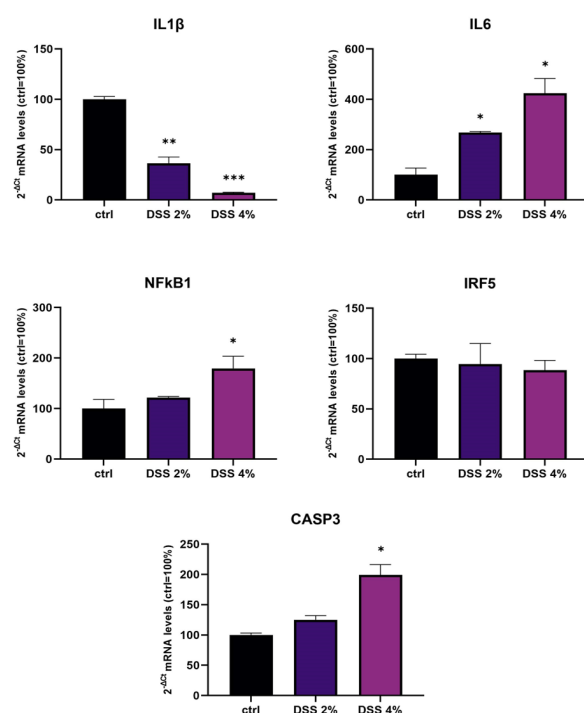 IL1β
2^-ΔCt mRNA levels (ctrl=100%)
150
100
50
0
**
***
ctrl DSS 2% DSS 4%
IL6
2^-ΔCt mRNA levels (ctrl=100%)
600
400
200
0
*
*
ctrl DSS 2% DSS 4%
NFkB1
2^-ΔCt mRNA levels (ctrl=100%)
300
200
100
0
*
ctrl DSS 2% DSS 4%
IRF5
2^-ΔCt mRNA levels (ctrl=100%)
150
100
50
0
ctrl DSS 2% DSS 4%
CASP3
2^-ΔCt mRNA levels (ctrl=100%)
250
200
150
100
50
0
*
ctrl DSS 2% DSS 4%